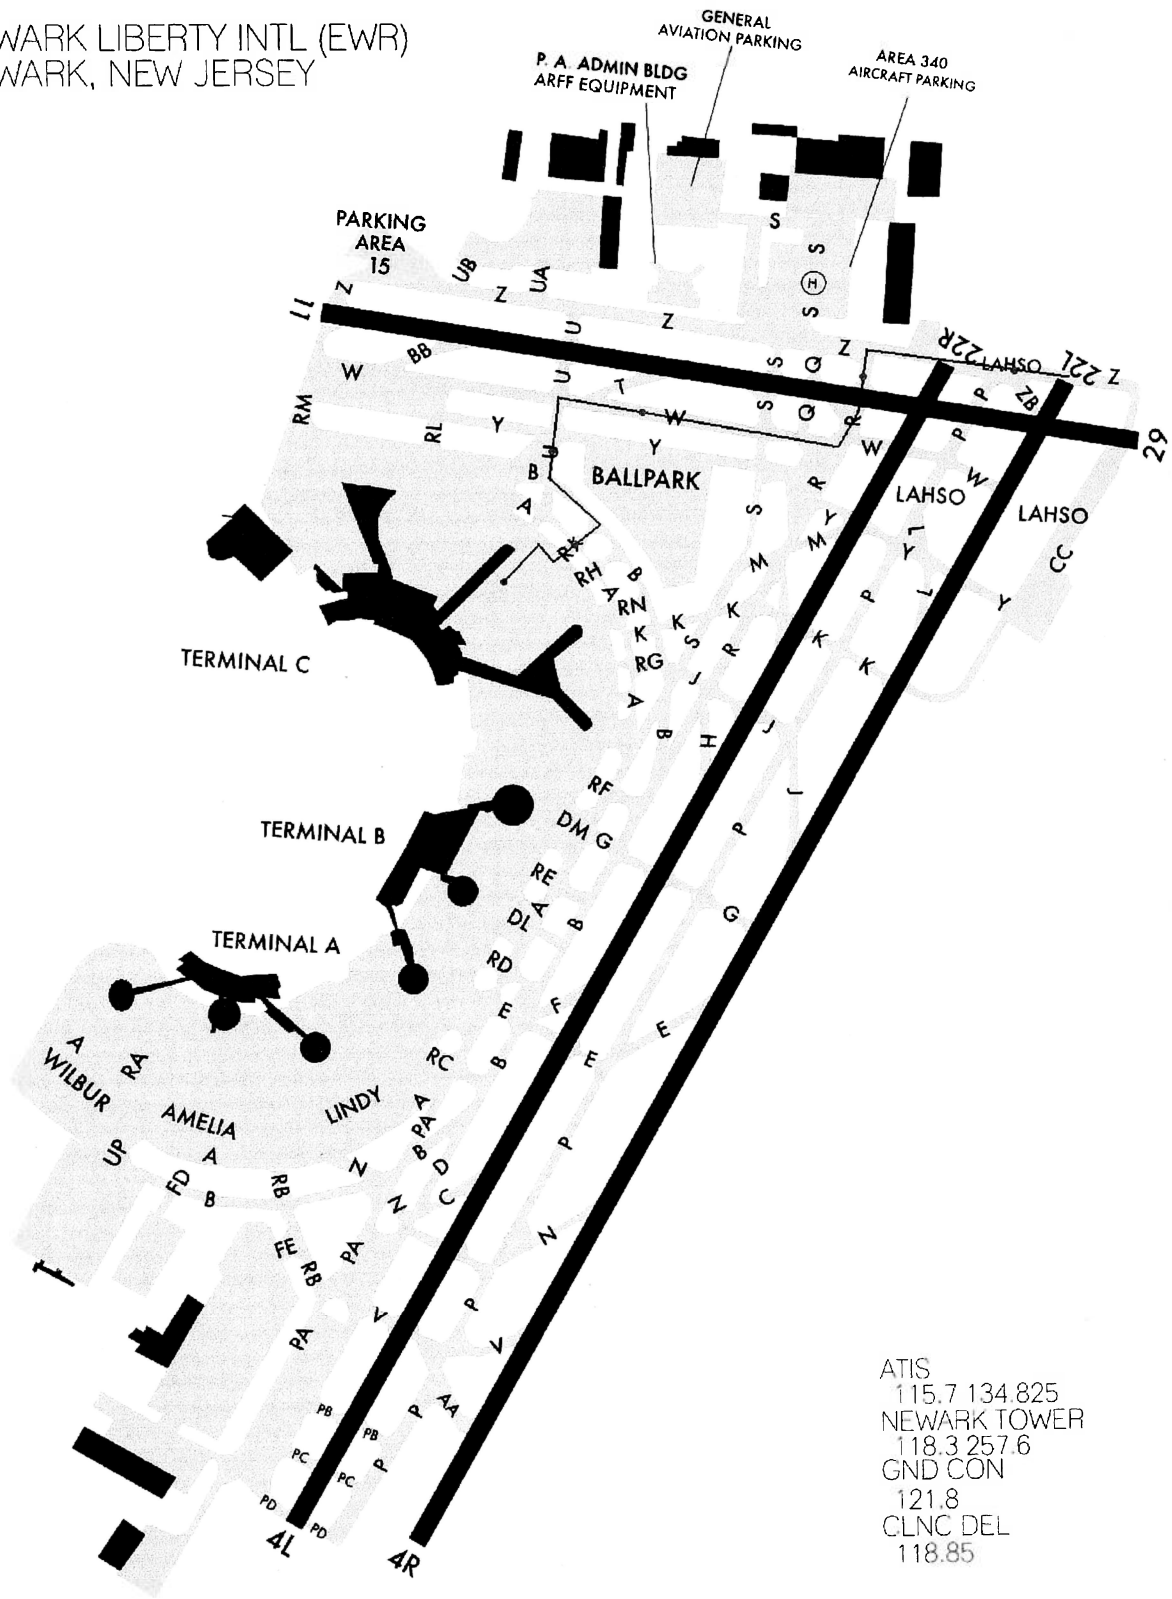 WARK LIBERTY INTL (EWR)
WARK, NEW JERSEY
GENERAL
AVIATION PARKING
P. A. ADMIN BLDG
ARFF EQUIPMENT
AREA 340
AIRCRAFT PARKING
PARKING
AREA
15
S
S
H
S
UB
UA
Z
Z
U
Z
11
Z
22R
LAHSO
22L
Z
BB
W
U
T
S
Q
P
ZB
RM
RL
Y
W
Y
S
Q
R
W
P
29
U
B
BALLPARK
A
R
W
LAHSO
LAHSO
S
Y
M
L
Y
CC
RK
RH
B
A
RN
M
P
L
Y
K
K
K
S
R
K
K
RG
J
A
B
H
J
TERMINAL C
RF
J
DM
G
P
TERMINAL B
RE
DL
A
B
G
TERMINAL A
RD
E
F
E
A
WILBUR
RA
RC
B
E
AMELIA
LINDY
A
PA
B
D
P
UP
A
FD
B
RB
N
N
C
FE
RB
PA
N
V
P
V
PA
P
AA
PB
PB
PC
PC
P
PD
PD
4L
4R
ATIS
115.7 134.825
NEWARK TOWER
118.3 257.6
GND CON
121.8
CLNC DEL
118.85